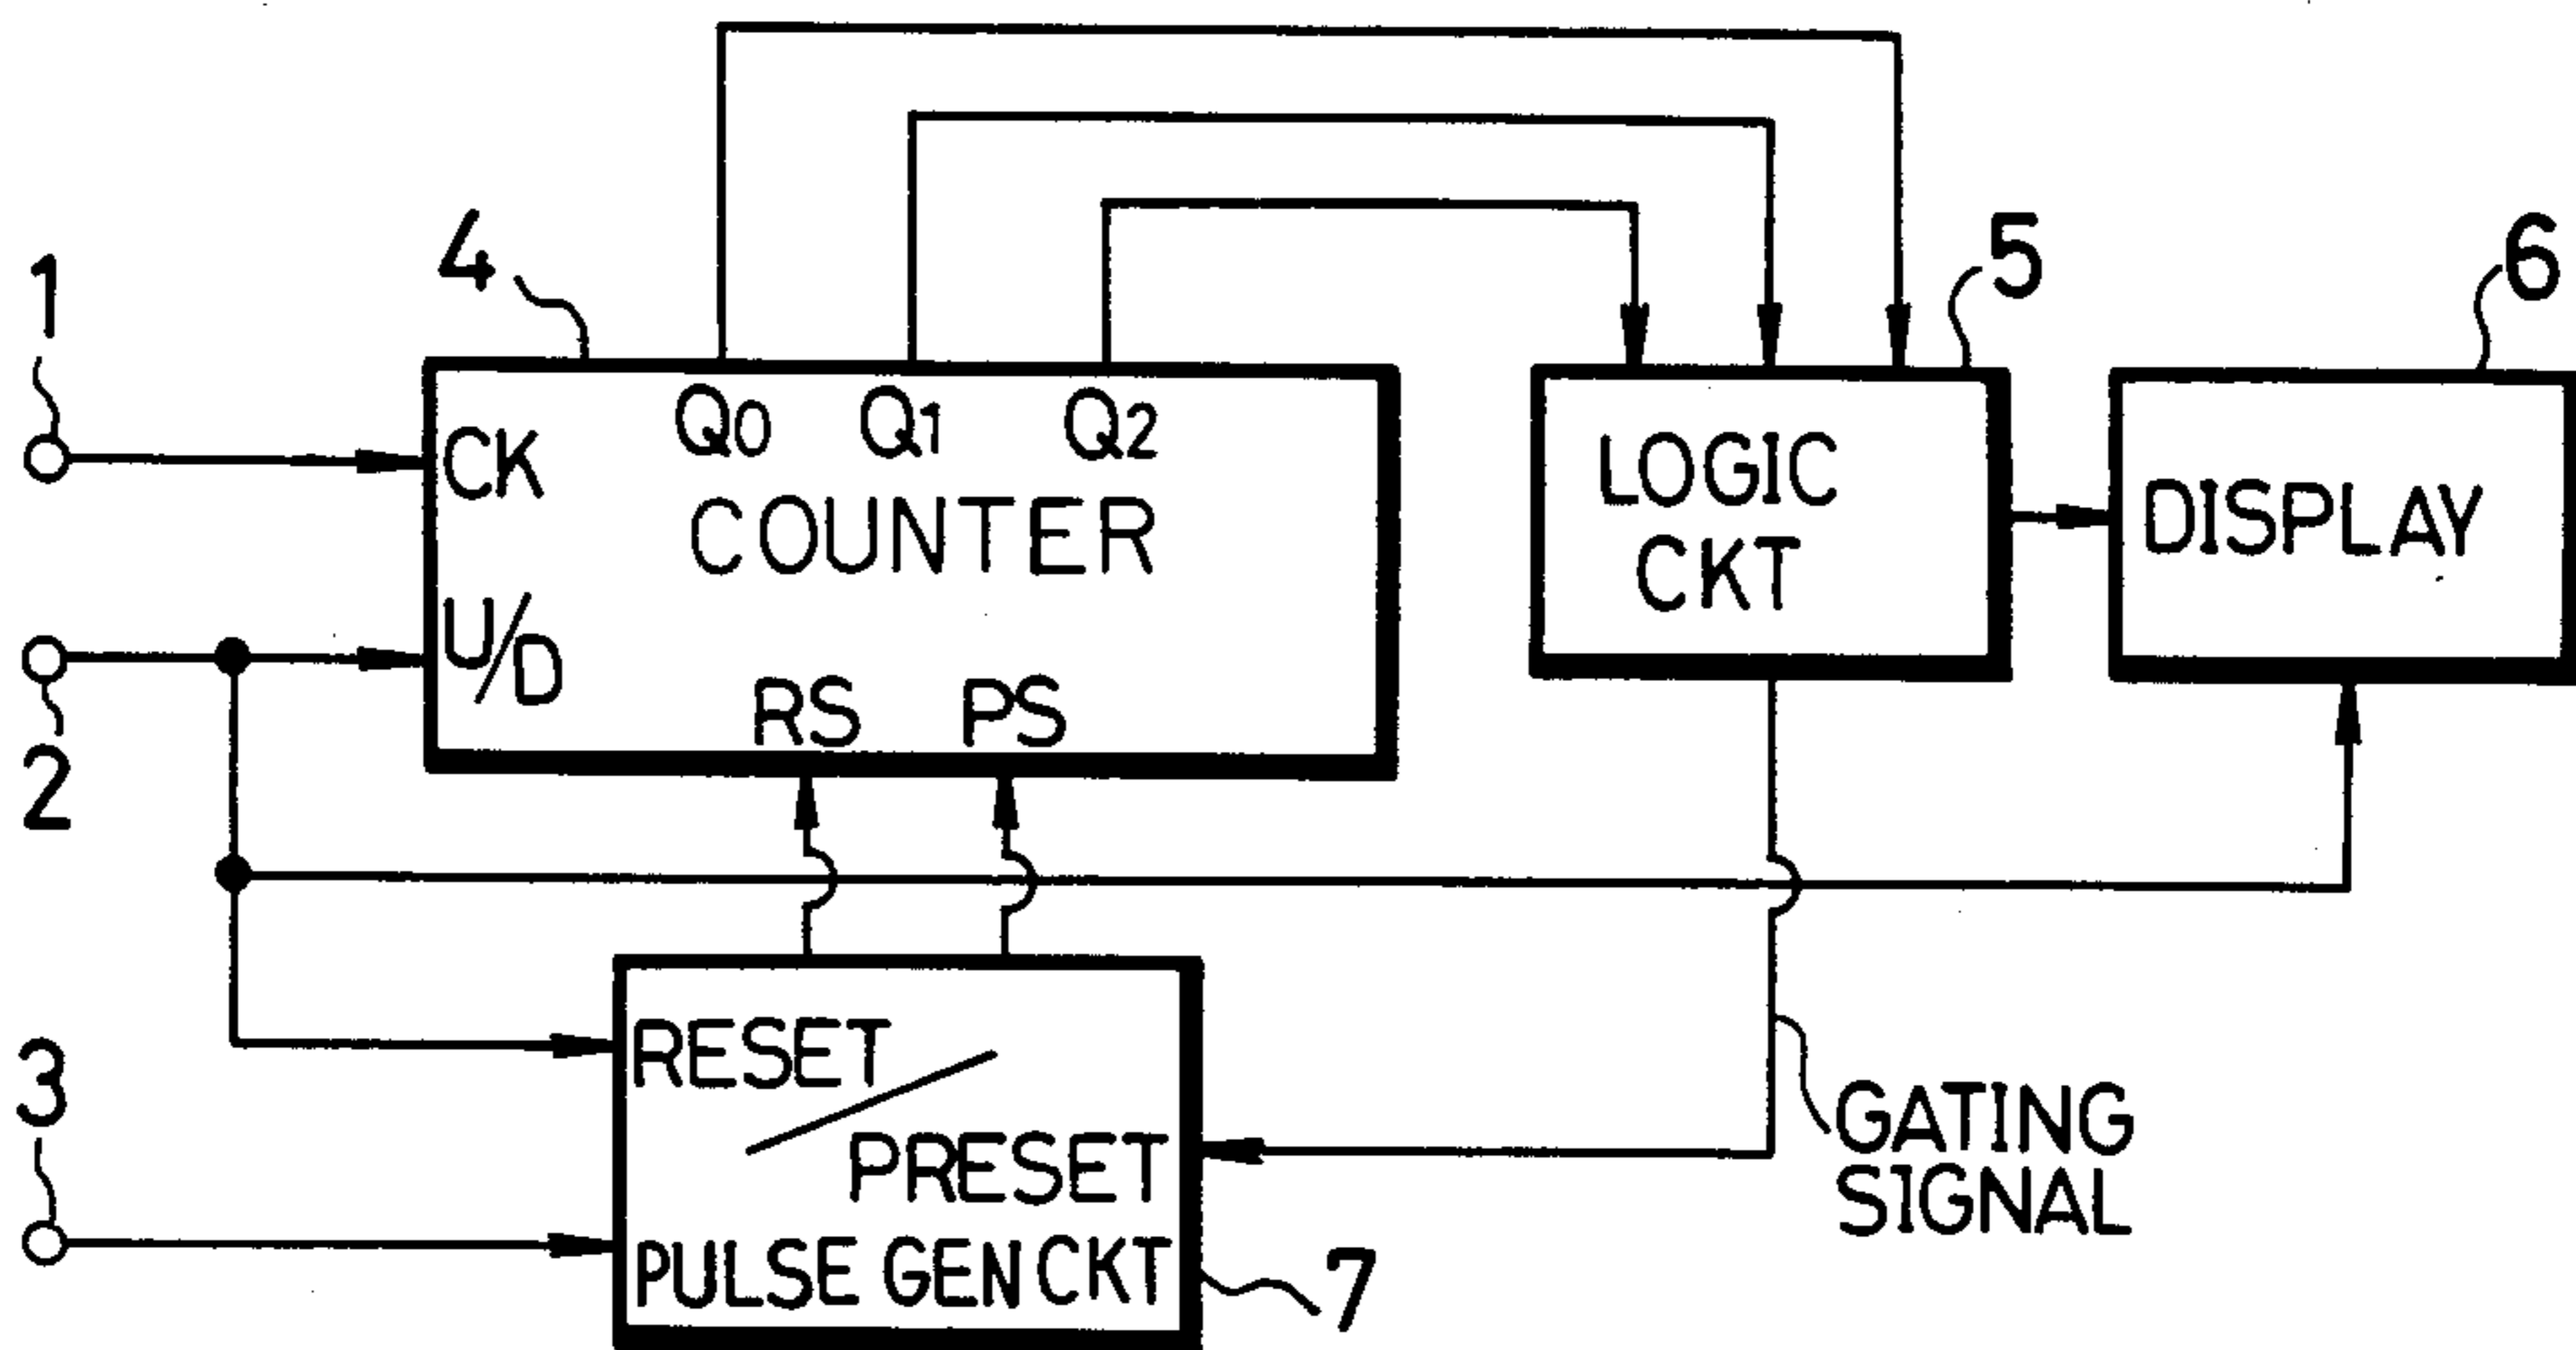 1
4
5
6
Q0 Q1 Q2
CK
COUNTER
U/D
RS PS
LOGIC
CKT
DISPLAY
2
3
RESET
/
PRESET
PULSE GEN CKT
7
GATING
SIGNAL